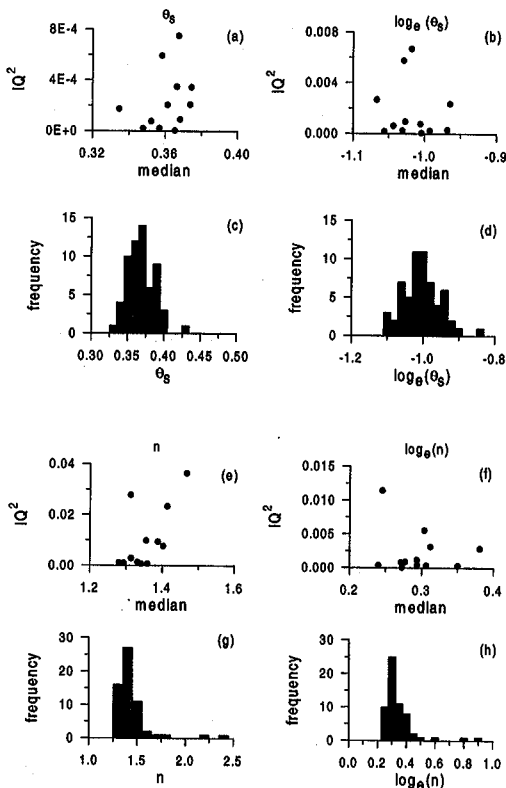 θs
8E-4
(a)
IQ²
4E-4
0E+0
0.32 0.36 0.40
median
logₑ (θs)
0.008
(b)
IQ²
0.004
0.000
-1.1 -1.0 -0.9
median
15
(c)
frequency
10
5
0
0.30 0.35 0.40 0.45 0.50
θs
15
(d)
frequency
10
5
0
-1.2 -1.0 -0.8
logₑ(θs)
n
0.04
(e)
IQ²
0.02
0.00
1.2 1.4 1.6
median
logₑ(n)
0.015
(f)
IQ²
0.010
0.005
0.000
0.2 0.3 0.4
median
30
(g)
frequency
20
10
0
1.0 1.5 2.0 2.5
n
30
(h)
frequency
20
10
0
0.0 0.2 0.4 0.6 0.8 1.0
logₑ(n)